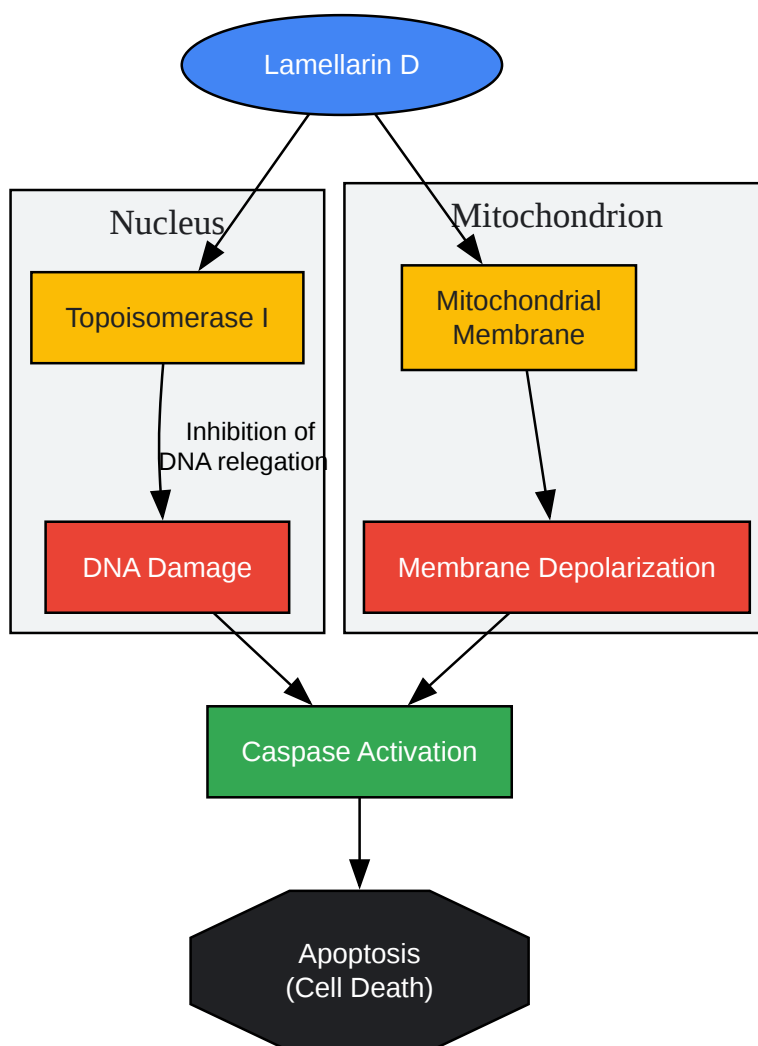 Lamellarin D
Nucleus
Mitochondrion
Topoisomerase I
Mitochondrial
Membrane
Inhibition of
DNA relegation
DNA Damage
Membrane Depolarization
Caspase Activation
Apoptosis
(Cell Death)